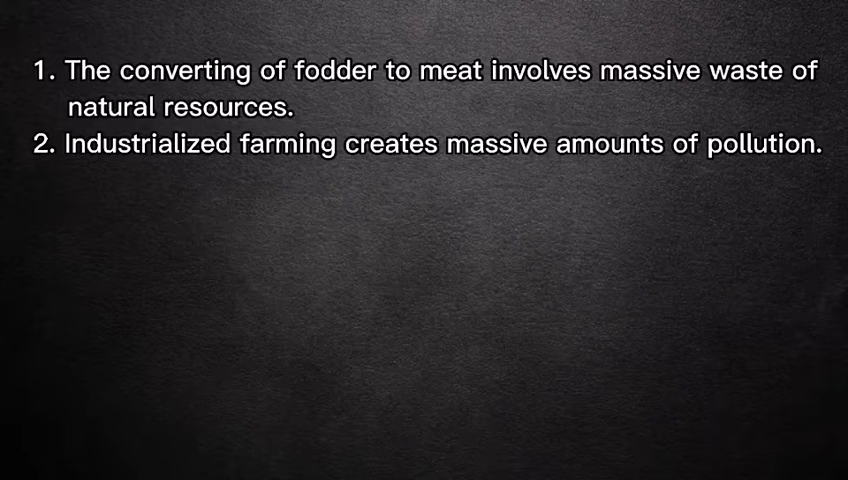 1. The converting of fodder to meat involves massive waste of
natural resources.
2. Industrialized farming creates massive amounts of pollution.